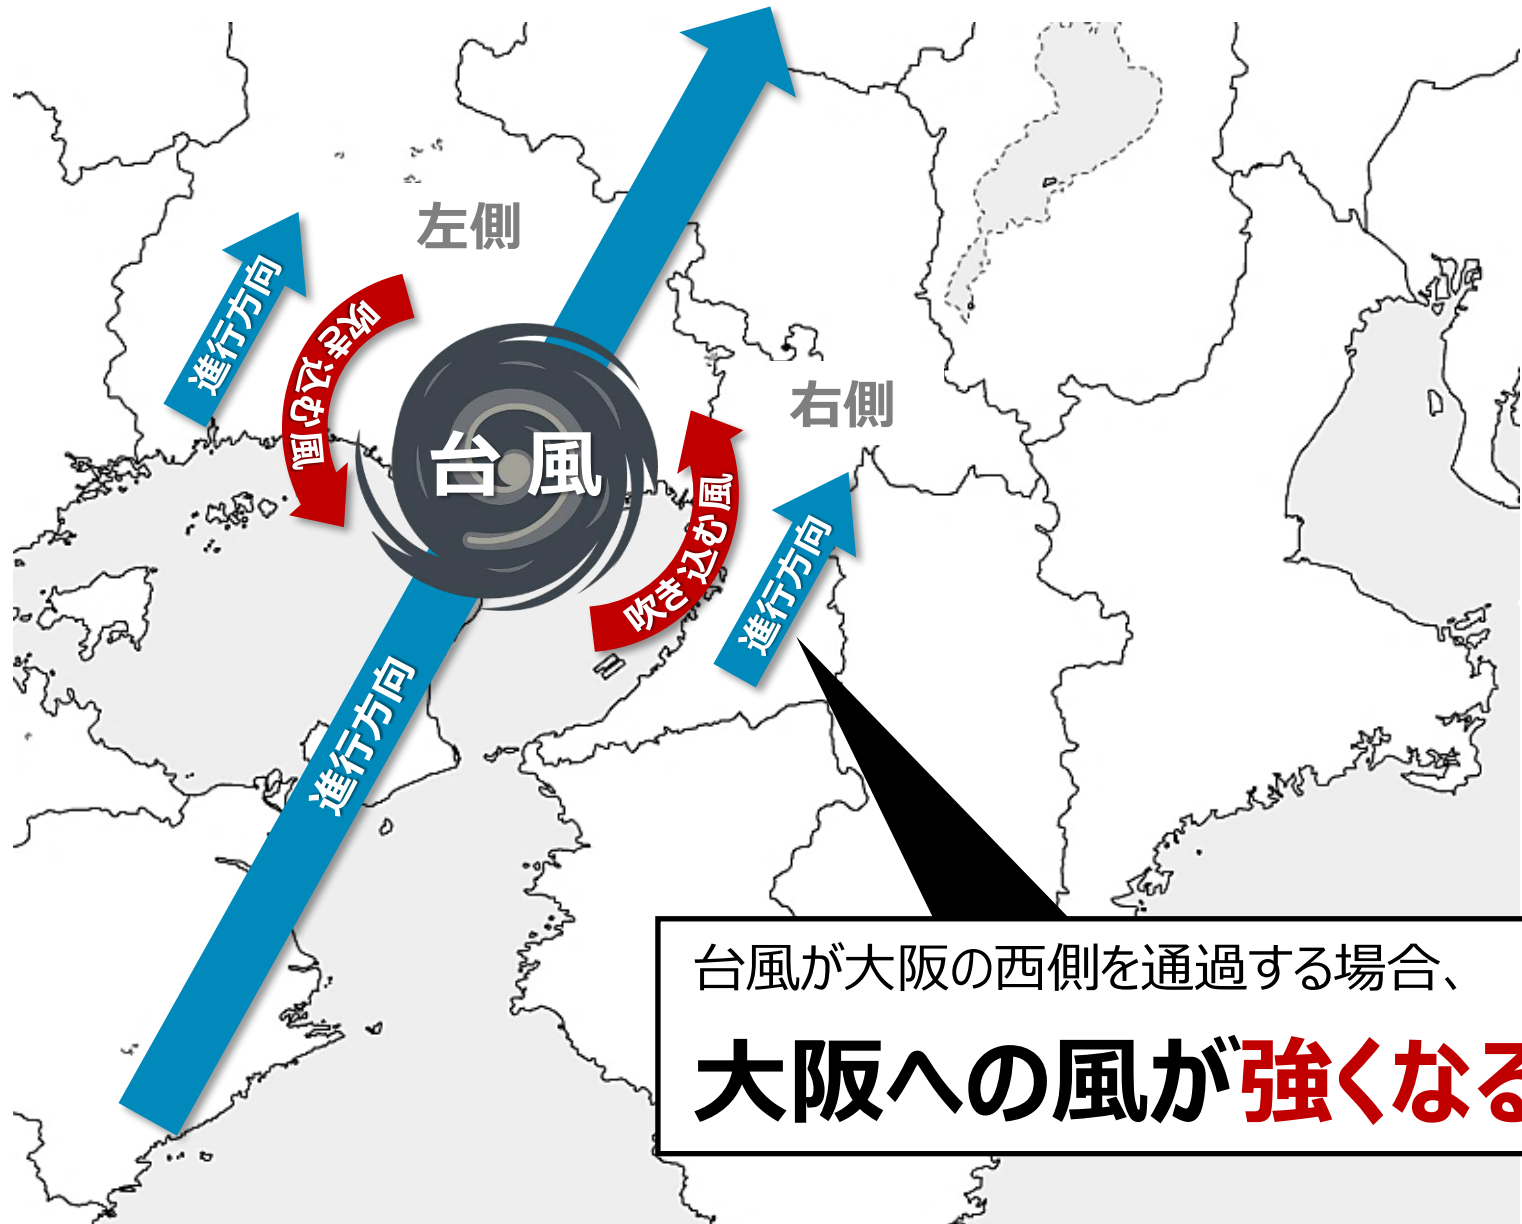 左側
進行方向
吹き込む風
台風
右側
吹き込む風
進行方向
進行方向
台風が大阪の西側を通過する場合、
大阪への風が強くなる